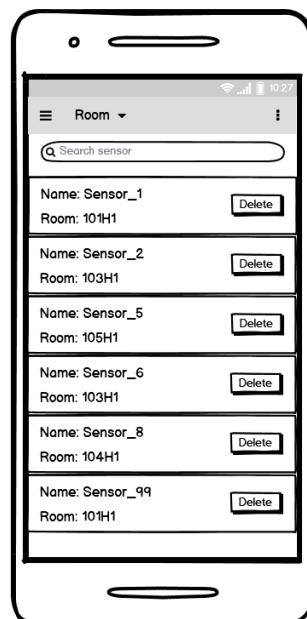 10:27
Room
Search sensor
Name: Sensor_1
Delete
Room: 101H1
Name: Sensor_2
Delete
Room: 103H1
Name: Sensor_5
Delete
Room: 105H1
Name: Sensor_6
Delete
Room: 103H1
Name: Sensor_8
Delete
Room: 104H1
Name: Sensor_99
Delete
Room: 101H1